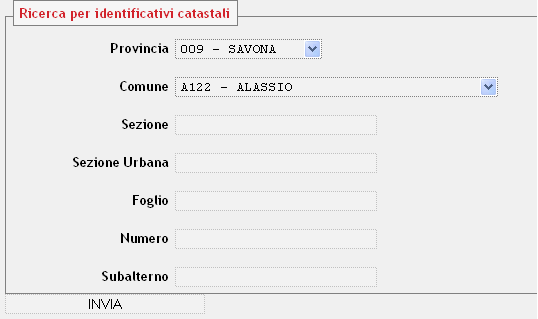 Ricerca per identificativi catastali
Provincia 009 - SAVONA
Comune A122 - ALASSIO
Sezione
Sezione Urbana
Foglio
Numero
Subalterno
INVIA